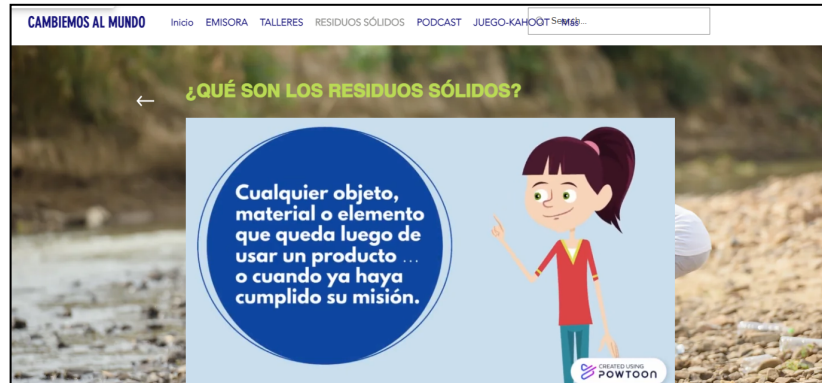 CAMBIEMOS AL MUNDO
Inicio EMISORA TALLERES RESIDUOS SÓLIDOS PODCAST JUEGO-KAHOOT Más
Search...
¿QUÉ SON LOS RESIDUOS SÓLIDOS?
Cualquier objeto,
material o elemento
que queda luego de
usar un producto ...
o cuando ya haya
cumplido su misión.
CREATED USING
POWTOON